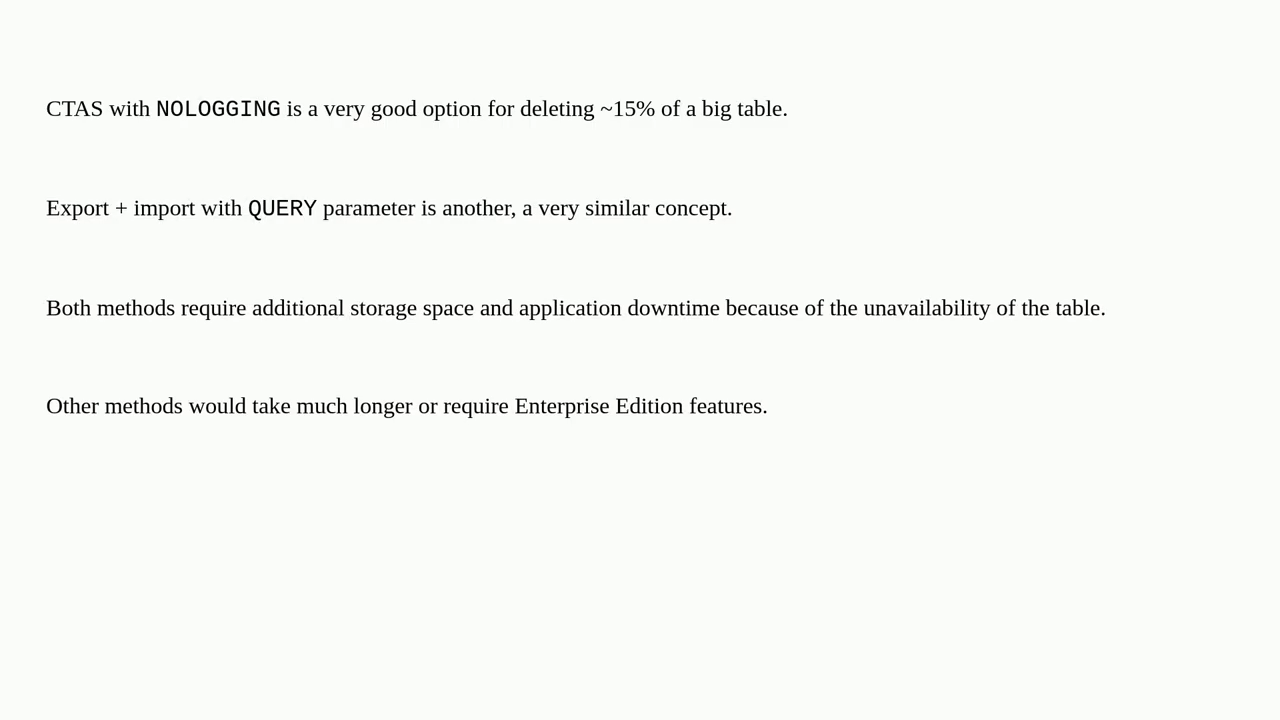 CTAS with NOLOGGING is a very good option for deleting ~15% of a big table.
Export + import with QUERY parameter is another, a very similar concept.
Both methods require additional storage space and application downtime because of the unavailability of the table.
Other methods would take much longer or require Enterprise Edition features.